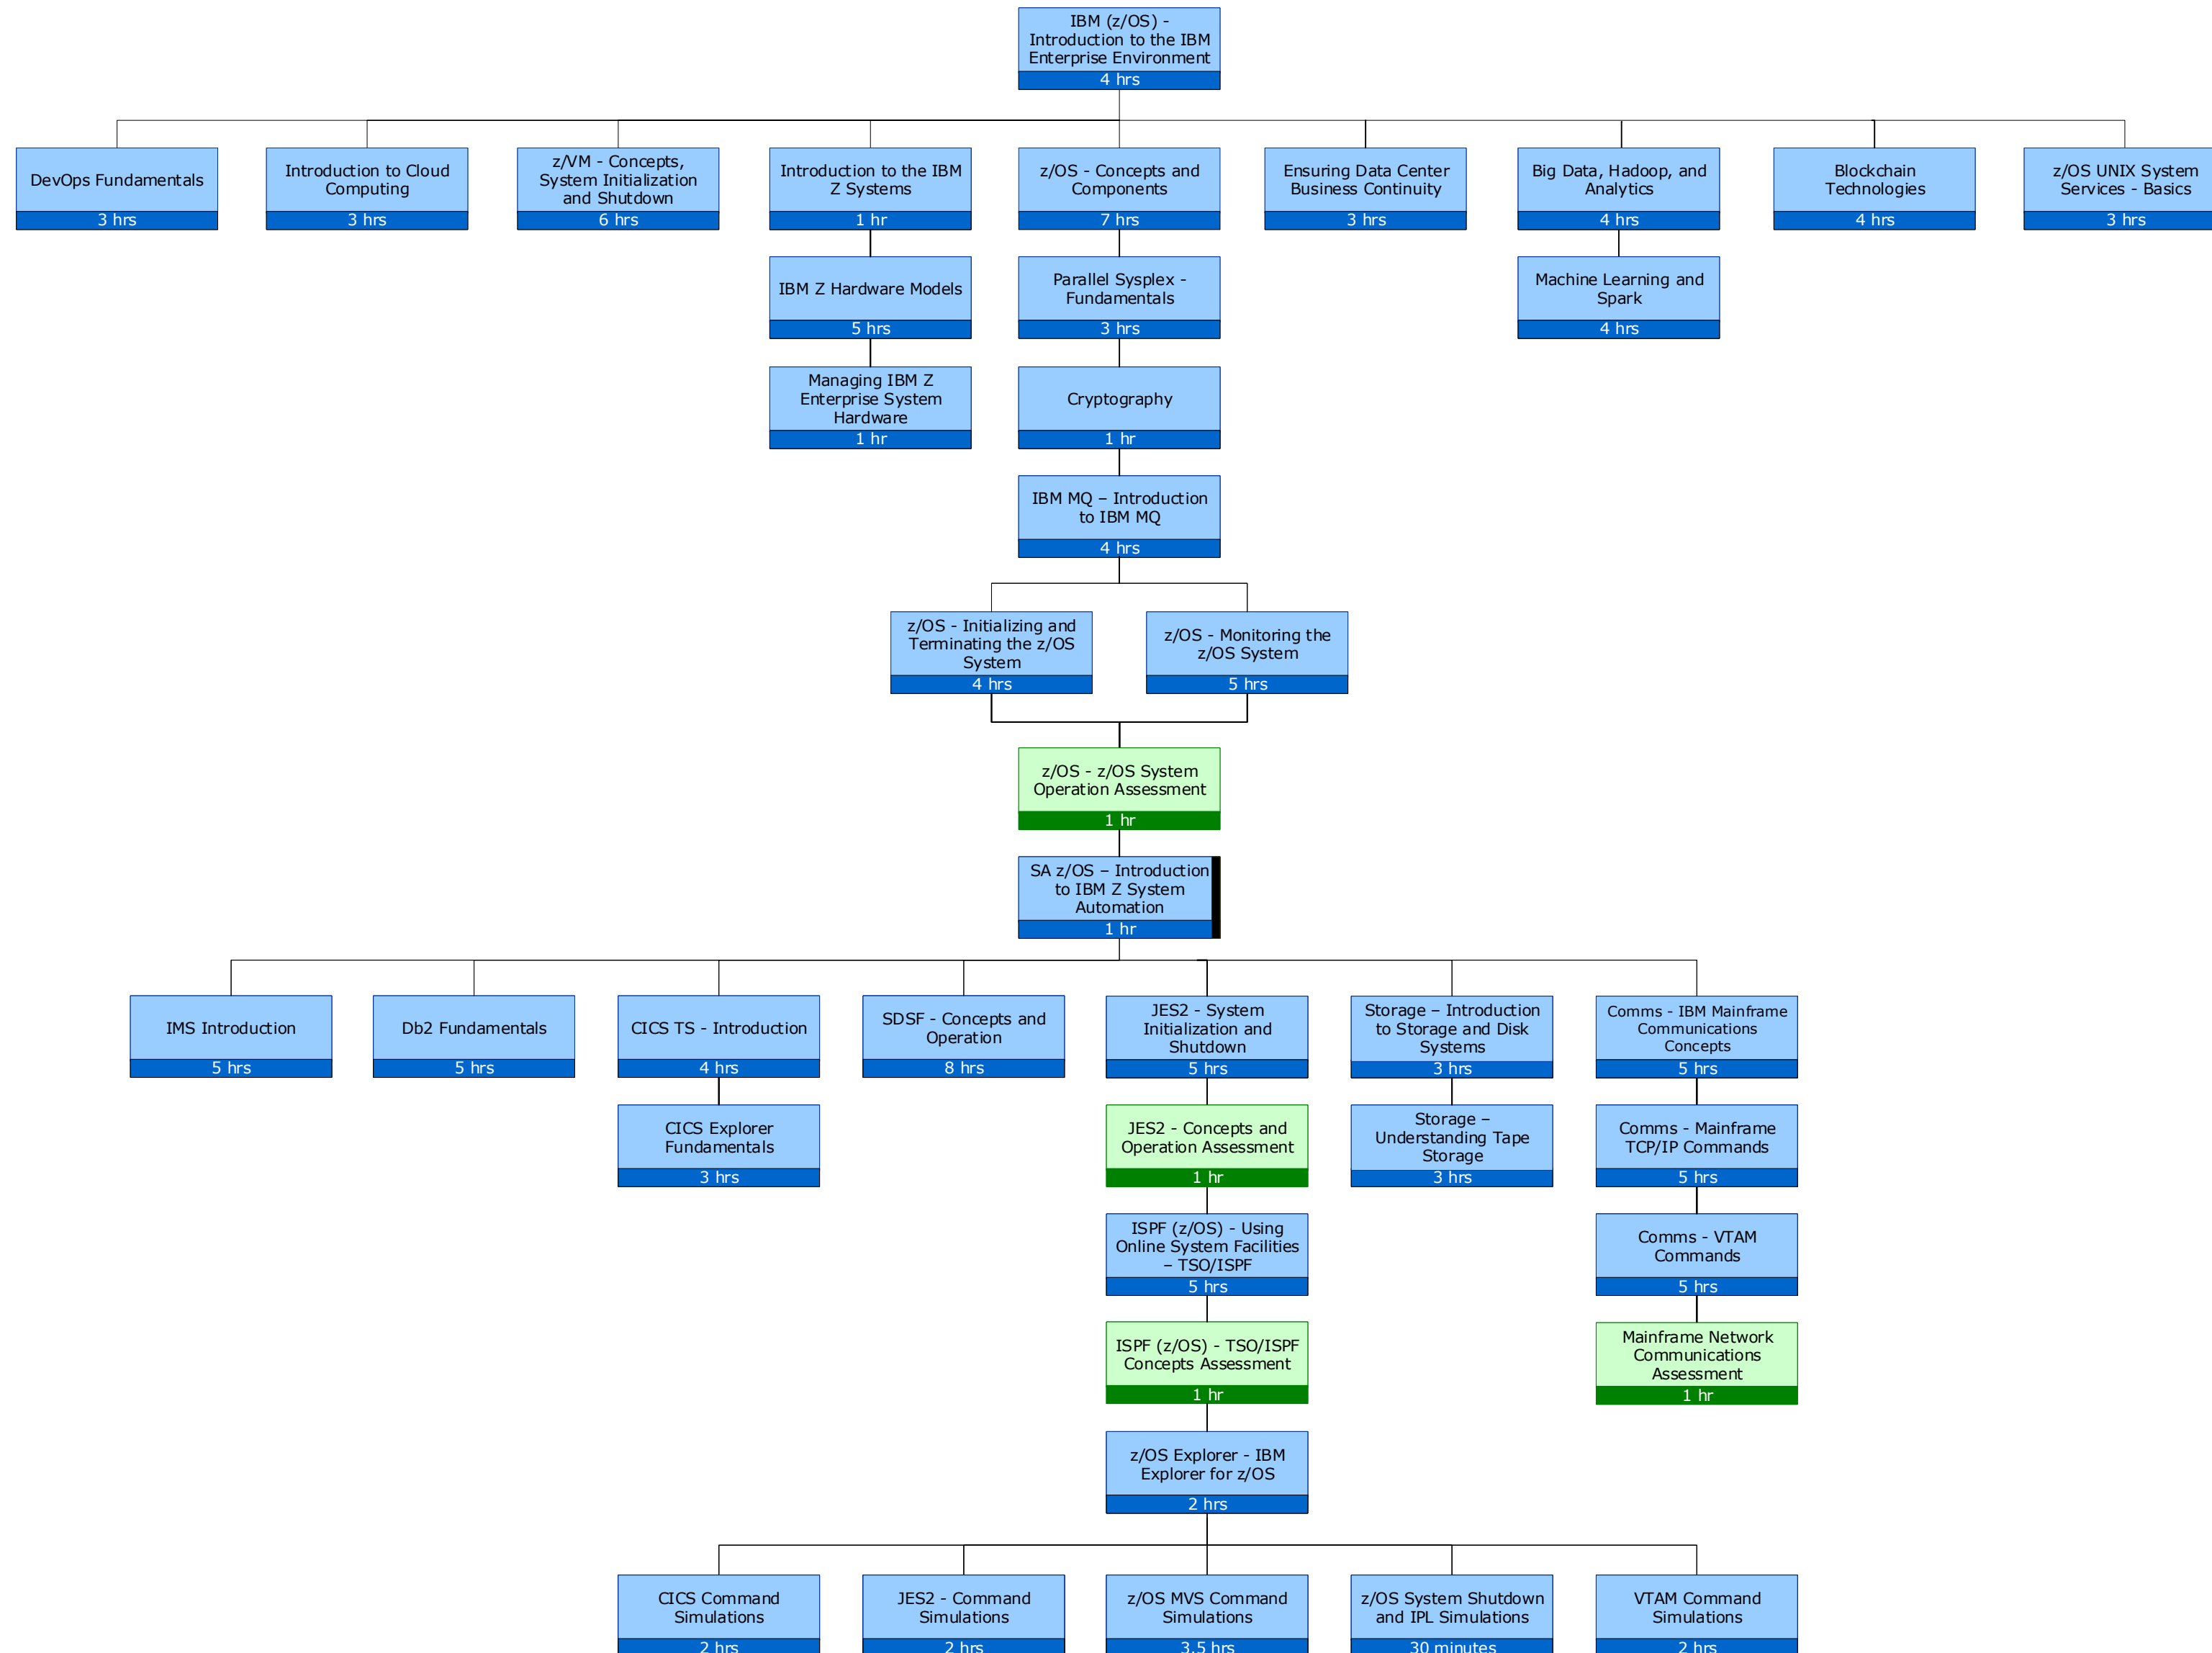 IBM (z/OS) -
Introduction to the IBM
Enterprise Environment
4 hrs
DevOps Fundamentals
3 hrs
Introduction to Cloud
Computing
3 hrs
z/VM - Concepts,
System Initialization
and Shutdown
6 hrs
Introduction to the IBM
Z Systems
1 hr
z/OS - Concepts and
Components
7 hrs
Ensuring Data Center
Business Continuity
3 hrs
Big Data, Hadoop, and
Analytics
4 hrs
Blockchain
Technologies
4 hrs
z/OS UNIX System
Services - Basics
3 hrs
IBM Z Hardware Models
5 hrs
Parallel Sysplex -
Fundamentals
3 hrs
Machine Learning and
Spark
4 hrs
Managing IBM Z
Enterprise System
Hardware
1 hr
Cryptography
1 hr
IBM MQ – Introduction
to IBM MQ
4 hrs
z/OS - Initializing and
Terminating the z/OS
System
4 hrs
z/OS - Monitoring the
z/OS System
5 hrs
z/OS - z/OS System
Operation Assessment
1 hr
SA z/OS – Introduction
to IBM Z System
Automation
1 hr
IMS Introduction
5 hrs
Db2 Fundamentals
5 hrs
CICS TS - Introduction
4 hrs
SDSF - Concepts and
Operation
8 hrs
JES2 - System
Initialization and
Shutdown
5 hrs
Storage – Introduction
to Storage and Disk
Systems
3 hrs
Comms - IBM Mainframe
Communications
Concepts
5 hrs
CICS Explorer
Fundamentals
3 hrs
JES2 - Concepts and
Operation Assessment
1 hr
Storage –
Understanding Tape
Storage
3 hrs
Comms - Mainframe
TCP/IP Commands
5 hrs
ISPF (z/OS) - Using
Online System Facilities
– TSO/ISPF
5 hrs
Comms - VTAM
Commands
5 hrs
ISPF (z/OS) - TSO/ISPF
Concepts Assessment
1 hr
Mainframe Network
Communications
Assessment
1 hr
z/OS Explorer - IBM
Explorer for z/OS
2 hrs
CICS Command
Simulations
2 hrs
JES2 - Command
Simulations
2 hrs
z/OS MVS Command
Simulations
3.5 hrs
z/OS System Shutdown
and IPL Simulations
30 minutes
VTAM Command
Simulations
2 hrs